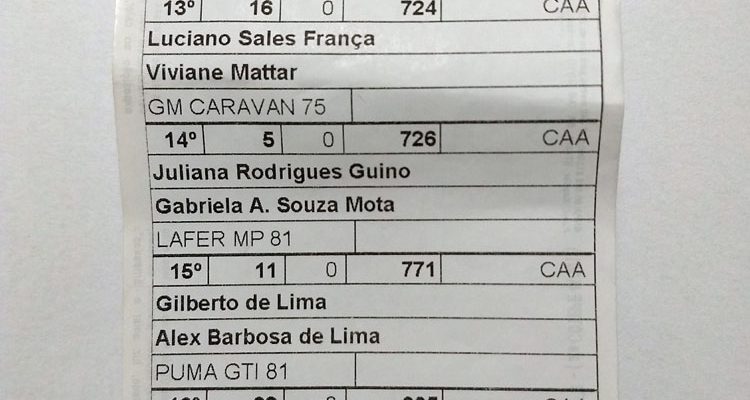 13º 16 0 724 CAA
Luciano Sales França
Viviane Mattar
GM CARAVAN 75
14º 5 0 726 CAA
Juliana Rodrigues Guino
Gabriela A. Souza Mota
LAFER MP 81
15º 11 0 771 CAA
Gilberto de Lima
Alex Barbosa de Lima
PUMA GTI 81